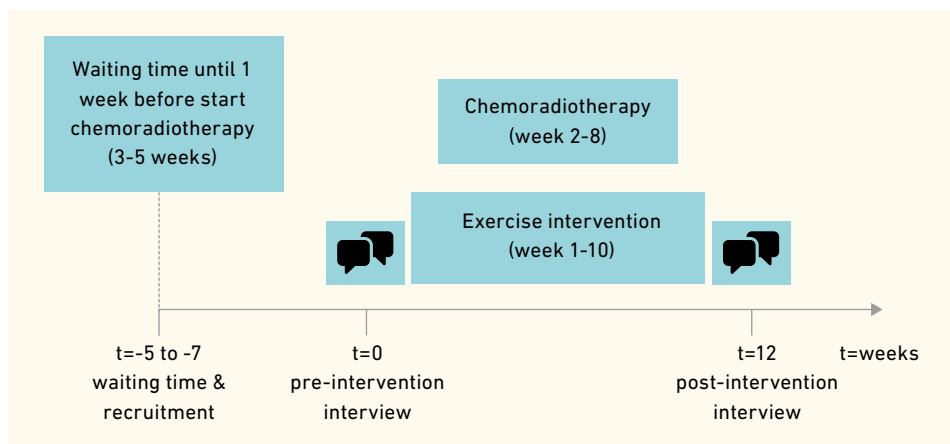 Waiting time until 1
week before start
chemoradiotherapy
(3-5 weeks)
Chemoradiotherapy
(week 2-8)
Exercise intervention
(week 1-10)
t=-5 to -7
waiting time &
recruitment
t=0
pre-intervention
interview
t=12
post-intervention
interview
t=weeks